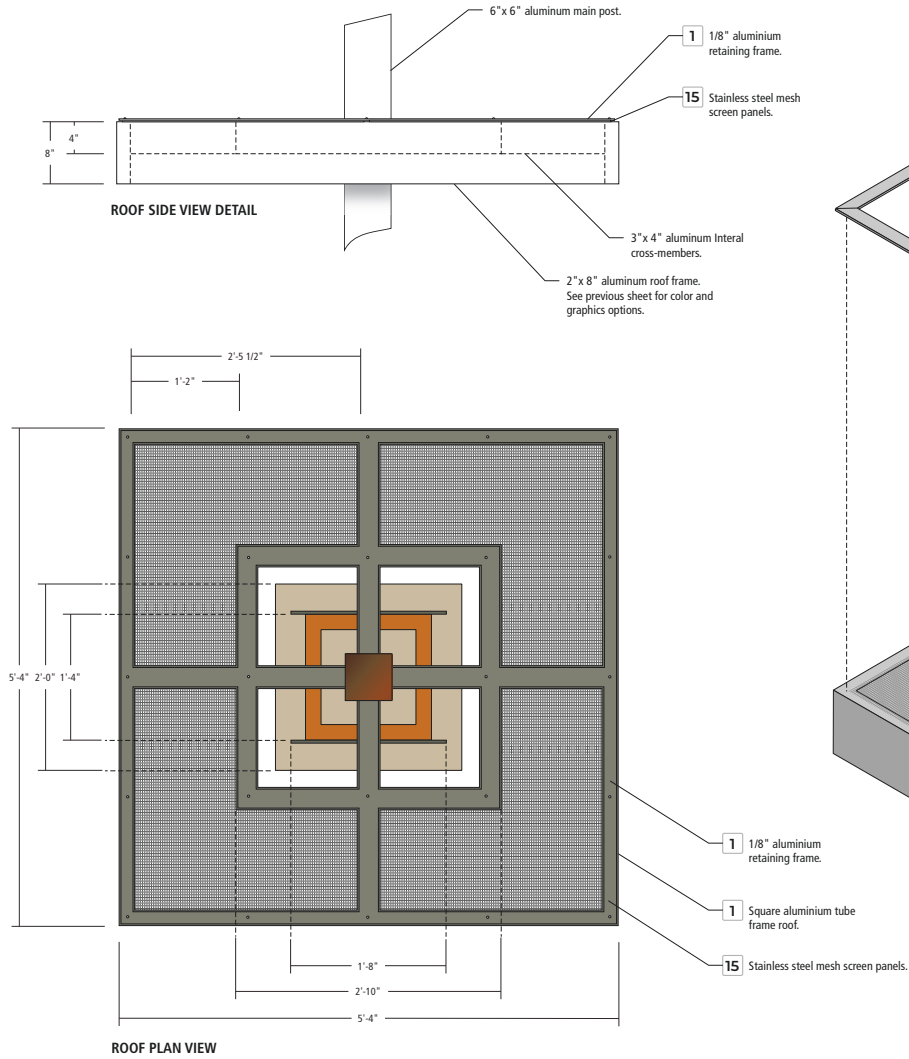 6"x 6" aluminum main post.
1 1/8" aluminium
retaining frame.
15 Stainless steel mesh
screen panels.
4"
8"
ROOF SIDE VIEW DETAIL
3"x 4" aluminum Interal
cross-members.
2"x 8" aluminum roof frame.
See previous sheet for color and
graphics options.
2'-5 1/2"
1'-2"
5'-4" 2'-0" 1'-4"
1 1/8" aluminium
retaining frame.
1 Square aluminium tube
frame roof.
15 Stainless steel mesh screen panels.
1'-8"
2'-10"
5'-4"
ROOF PLAN VIEW